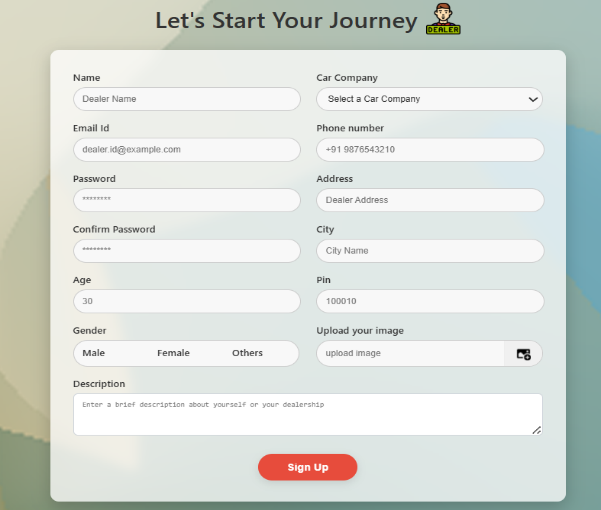 Let's Start Your Journey
DEALER
Name
Dealer Name
Car Company
Select a Car Company
Email Id
dealer.id@example.com
Phone number
+91 9876543210
Password
********
Address
Dealer Address
Confirm Password
********
City
City Name
Age
30
Pin
100010
Gender
Male Female Others
Upload your image
upload image
Description
Enter a brief description about yourself or your dealership
Sign Up